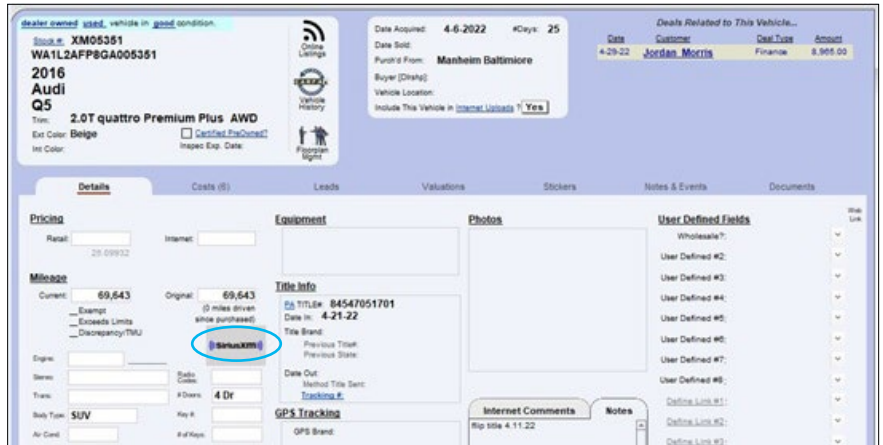 dealer owned used, vehicle in good condition.
Stock #: XM05351
WA1L2AFP8GA005351
2016
Audi
Q5
Trim: 2.0T quattro Premium Plus AWD
Ext Color: Beige
Certified PreOwned?
Int Color:
Inspec Exp. Date:
Online Listings
CARFAX
Vehicle History
Floorplan Mgmt
Date Acquired: 4-6-2022 #Days: 25
Date Sold:
Purch'd From: Manheim Baltimiore
Buyer [Dlrshp]:
Vehicle Location:
Include This Vehicle in Internet Uploads ? Yes
Deals Related to This Vehicle...
Date Customer Deal Type Amount
4-29-22 Jordan Morris Finance 8,965.00
Details Costs (6) Leads Valuations Stickers Notes & Events Documents
Pricing
Retail: Internet:
Mileage
Current: 69,643 Original: 69,643
__Exempt
__Exceeds Limits
__Discrepancy/TMU
(0 miles driven
since purchased)
SiriusXM
Engine:
Stereo: Radio Codes:
Trans: # Doors: 4 Dr
Body Type: SUV Key #:
Air Cond: # of Keys:
Equipment
Title Info
PA TITLE#: 84547051701
Date In: 4-21-22
Title Brand:
Previous Title#:
Previous State:
Date Out:
Method Title Sent:
Tracking #:
GPS Tracking
GPS Brand:
Photos
Internet Comments Notes
flip title 4.11.22
User Defined Fields
Web Link
Wholesale?:
User Defined #2:
User Defined #3:
User Defined #4:
User Defined #5:
User Defined #6:
User Defined #7:
User Defined #8:
Define Link #1:
Define Link #2:
Define Link #3: